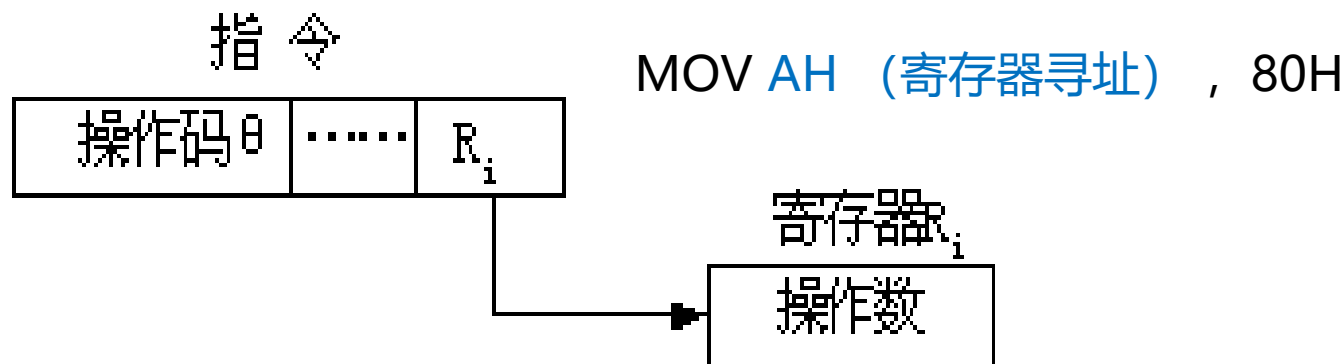 指 令
MOV AH （寄存器寻址） ，80H
操作码θ …… Ri
寄存器Ri
操作数